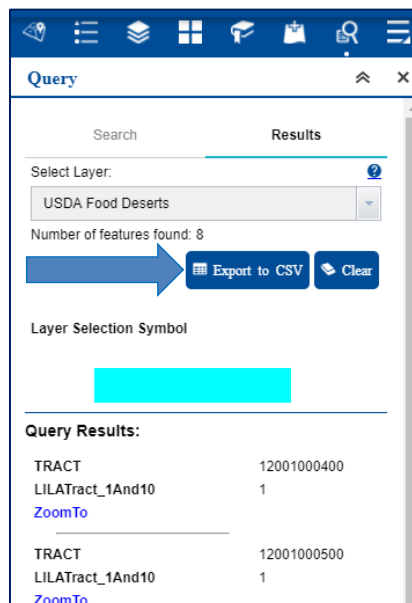 Query
Search Results
Select Layer:
USDA Food Deserts
Number of features found: 8
Export to CSV Clear
Layer Selection Symbol
Query Results:
TRACT 12001000400
LILATract_1And10 1
ZoomTo
TRACT 12001000500
LILATract_1And10 1
ZoomTo